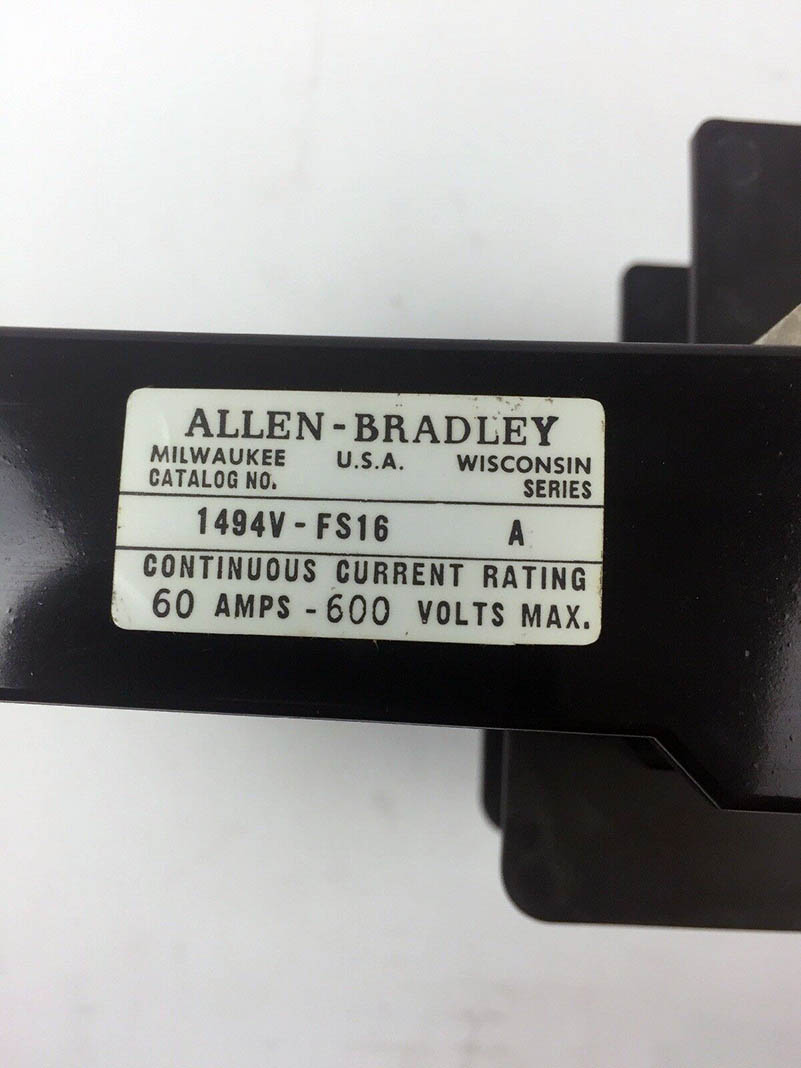 ALLEN-BRADLEY
MILWAUKEE U.S.A. WISCONSIN
CATALOG NO. SERIES
1494V-FS16 A
CONTINUOUS CURRENT RATING
60 AMPS - 600 VOLTS MAX.